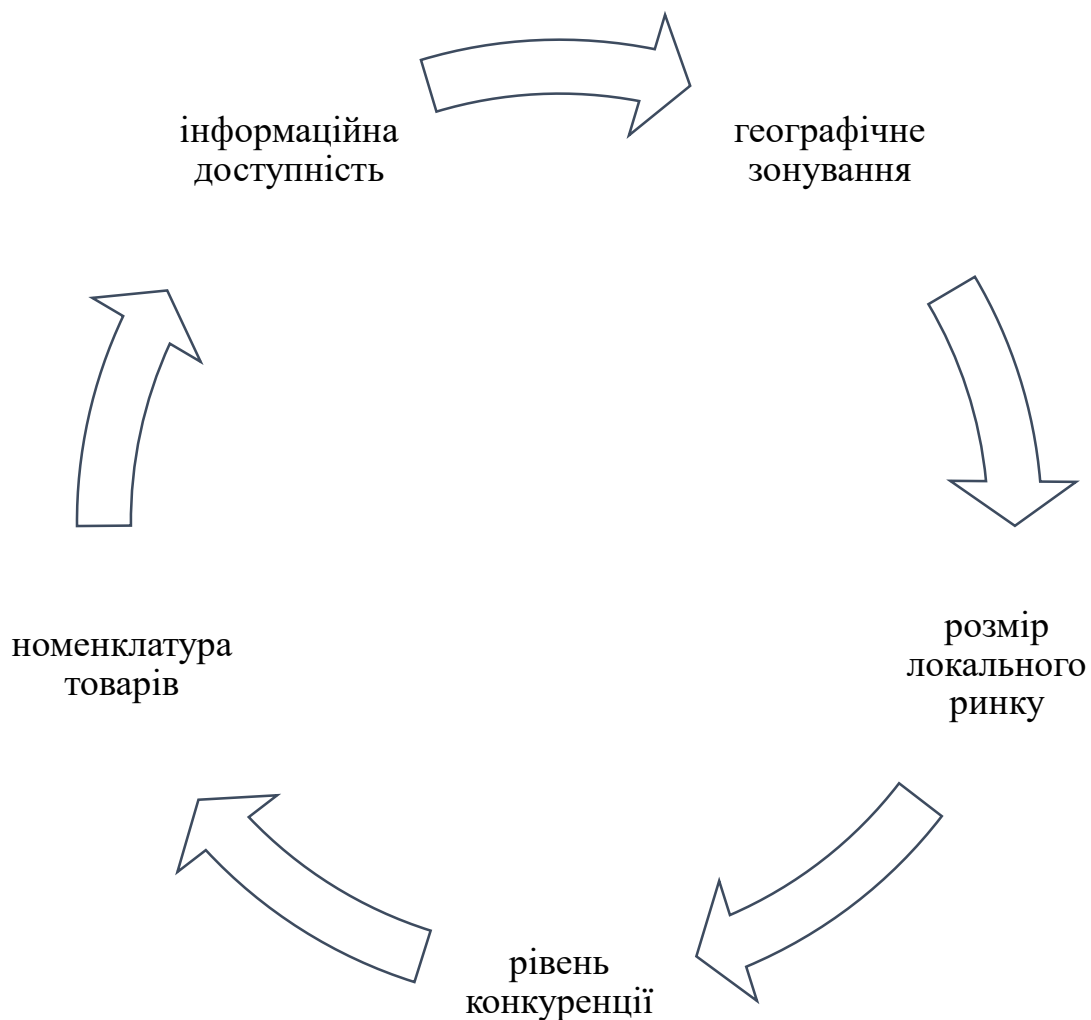 інформаційна
доступність
географічне
зонування
розмір
локального
ринку
рівень
конкуренції
номенклатура
товарів